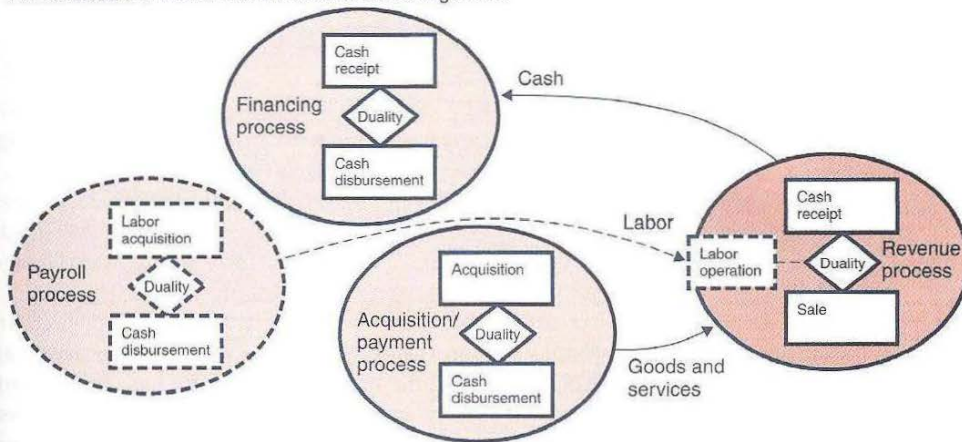 Cash
receipt
Financing
process
Duality
Cash
disbursement
Cash
Labor
acquisition
Payroll
process
Duality
Cash
disbursement
Labor
Acquisition
Acquisition/
payment
process
Duality
Cash
disbursement
Goods and
services
Cash
receipt
Labor
operation
Duality
Revenue
process
Sale